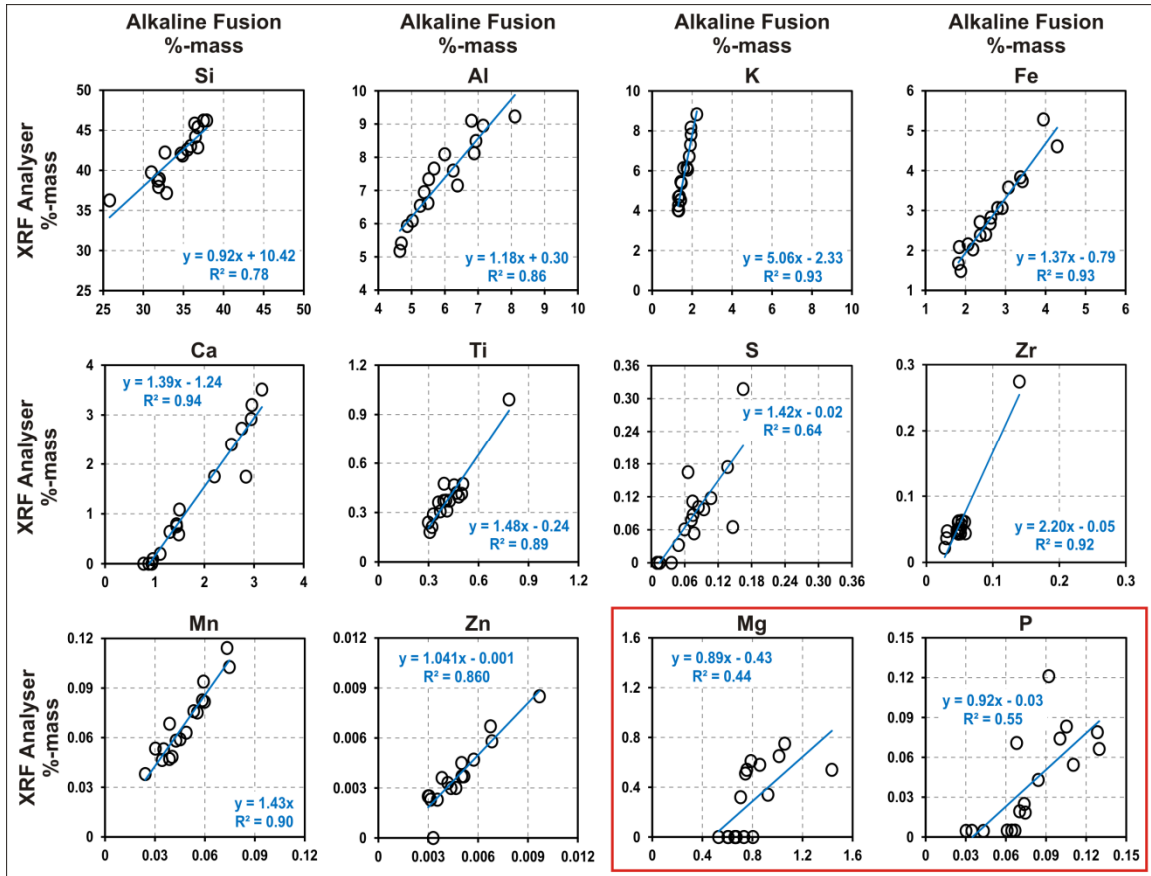 Alkaline Fusion Alkaline Fusion Alkaline Fusion Alkaline Fusion
%-mass %-mass %-mass %-mass
Si Al K Fe
XRF Analyser
%-mass
50
45
40
35
30
25
25 30 35 40 45 50
y = 0.92x + 10.42
R² = 0.78
10
9
8
7
6
5
4
4 5 6 7 8 9 10
y = 1.18x + 0.30
R² = 0.86
10
8
6
4
2
0
0 2 4 6 8 10
y = 5.06x - 2.33
R² = 0.93
6
5
4
3
2
1
1 2 3 4 5 6
y = 1.37x - 0.79
R² = 0.93
Ca Ti S Zr
XRF Analyser
%-mass
4
3
2
1
0
0 1 2 3 4
y = 1.39x - 1.24
R² = 0.94
1.2
0.9
0.6
0.3
0
0 0.3 0.6 0.9 1.2
y = 1.48x - 0.24
R² = 0.89
0.36
0.30
0.24
0.18
0.12
0.06
0
0 0.06 0.12 0.18 0.24 0.30 0.36
y = 1.42x - 0.02
R² = 0.64
0.3
0.2
0.1
0
0 0.1 0.2 0.3
y = 2.20x - 0.05
R² = 0.92
Mn Zn Mg P
XRF Analyser
%-mass
0.12
0.09
0.06
0.03
0
0 0.03 0.06 0.09 0.12
y = 1.43x
R² = 0.90
0.012
0.009
0.006
0.003
0
0 0.003 0.006 0.009 0.012
y = 1.041x - 0.001
R² = 0.860
1.6
1.2
0.8
0.4
0
0 0.4 0.8 1.2 1.6
y = 0.89x - 0.43
R² = 0.44
0.15
0.12
0.09
0.06
0.03
0
0 0.03 0.06 0.09 0.12 0.15
y = 0.92x - 0.03
R² = 0.55